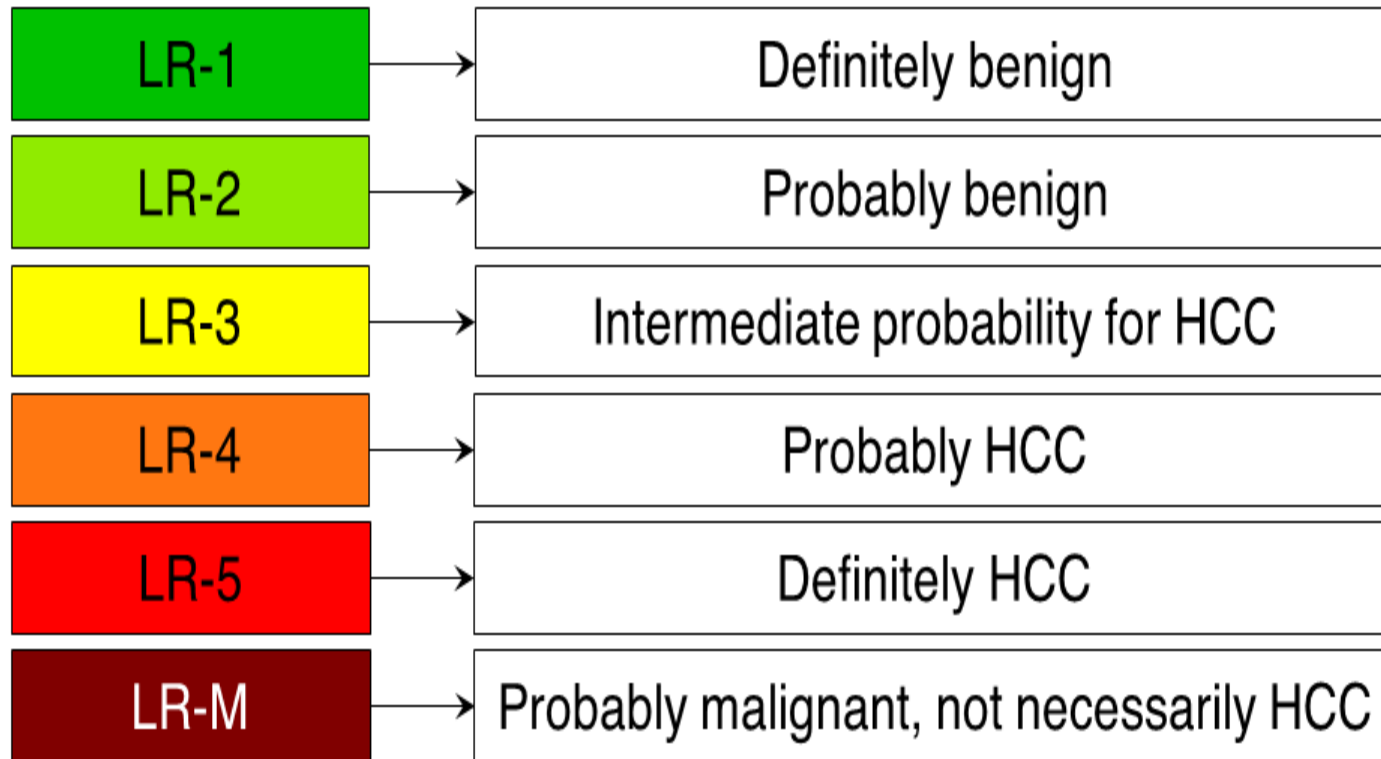 LR-1 Definitely benign
LR-2 Probably benign
LR-3 Intermediate probability for HCC
LR-4 Probably HCC
LR-5 Definitely HCC
LR-M Probably malignant, not necessarily HCC